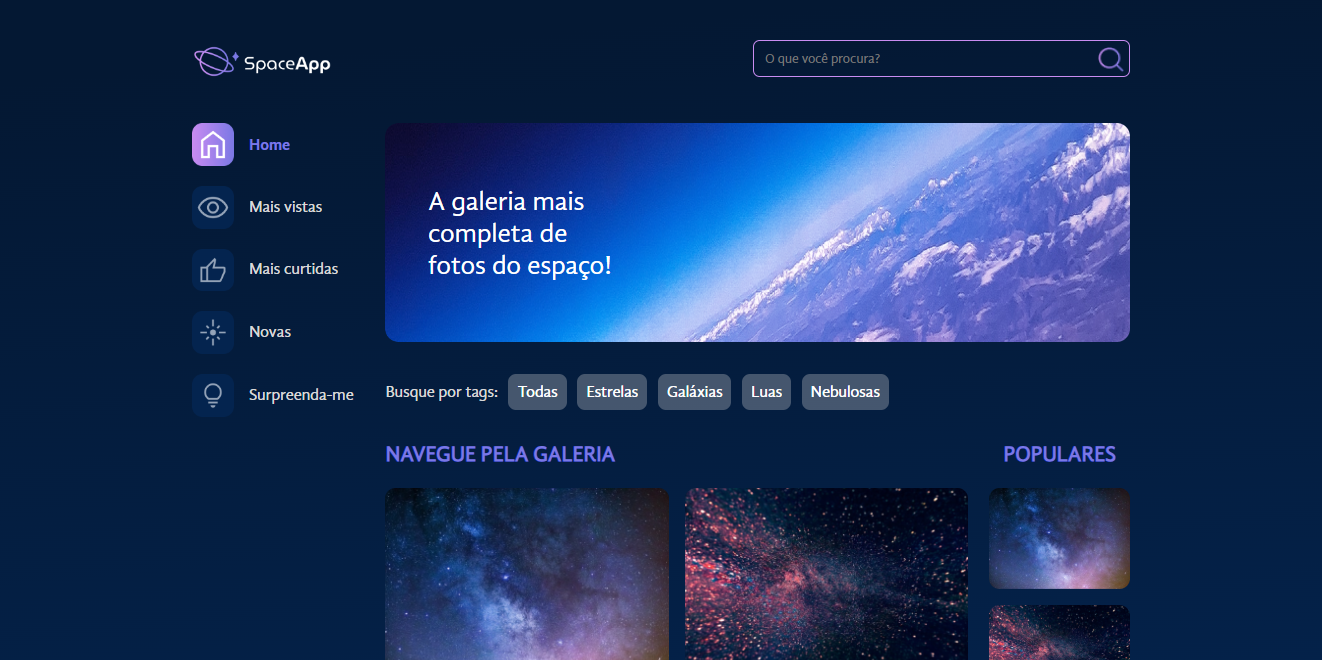 SpaceApp
O que você procura?
Home
Mais vistas
Mais curtidas
Novas
Surpreenda-me
A galeria mais
completa de
fotos do espaço!
Busque por tags: Todas Estrelas Galáxias Luas Nebulosas
NAVEGUE PELA GALERIA
POPULARES